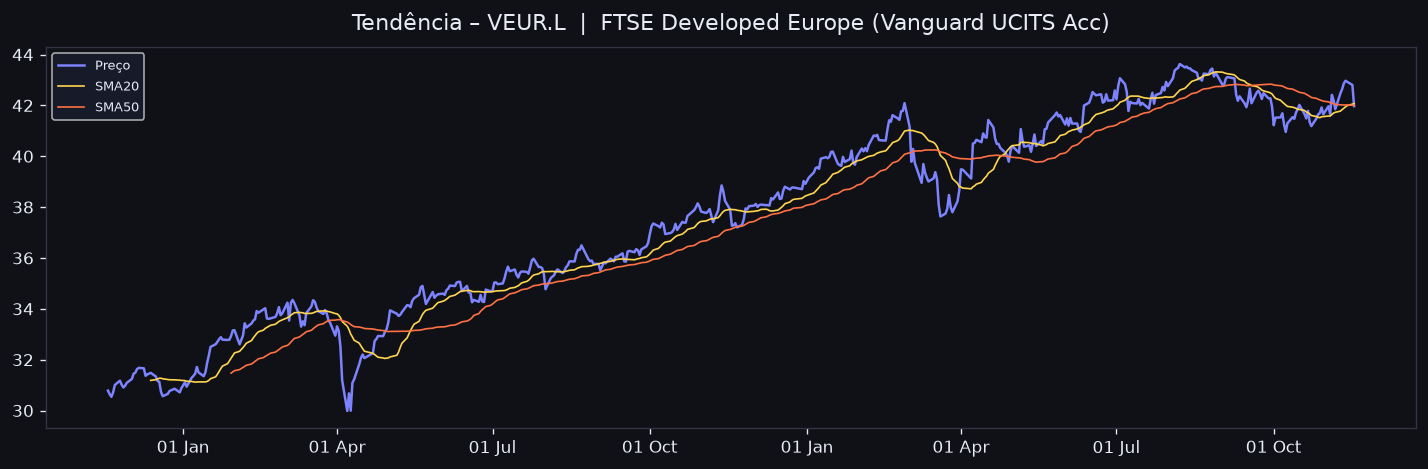 Tendência – VEUR.L | FTSE Developed Europe (Vanguard UCITS Acc)
44
Preço
SMA20
SMA50
42
40
38
36
34
32
30
01 Jan 01 Apr 01 Jul 01 Oct 01 Jan 01 Apr 01 Jul 01 Oct